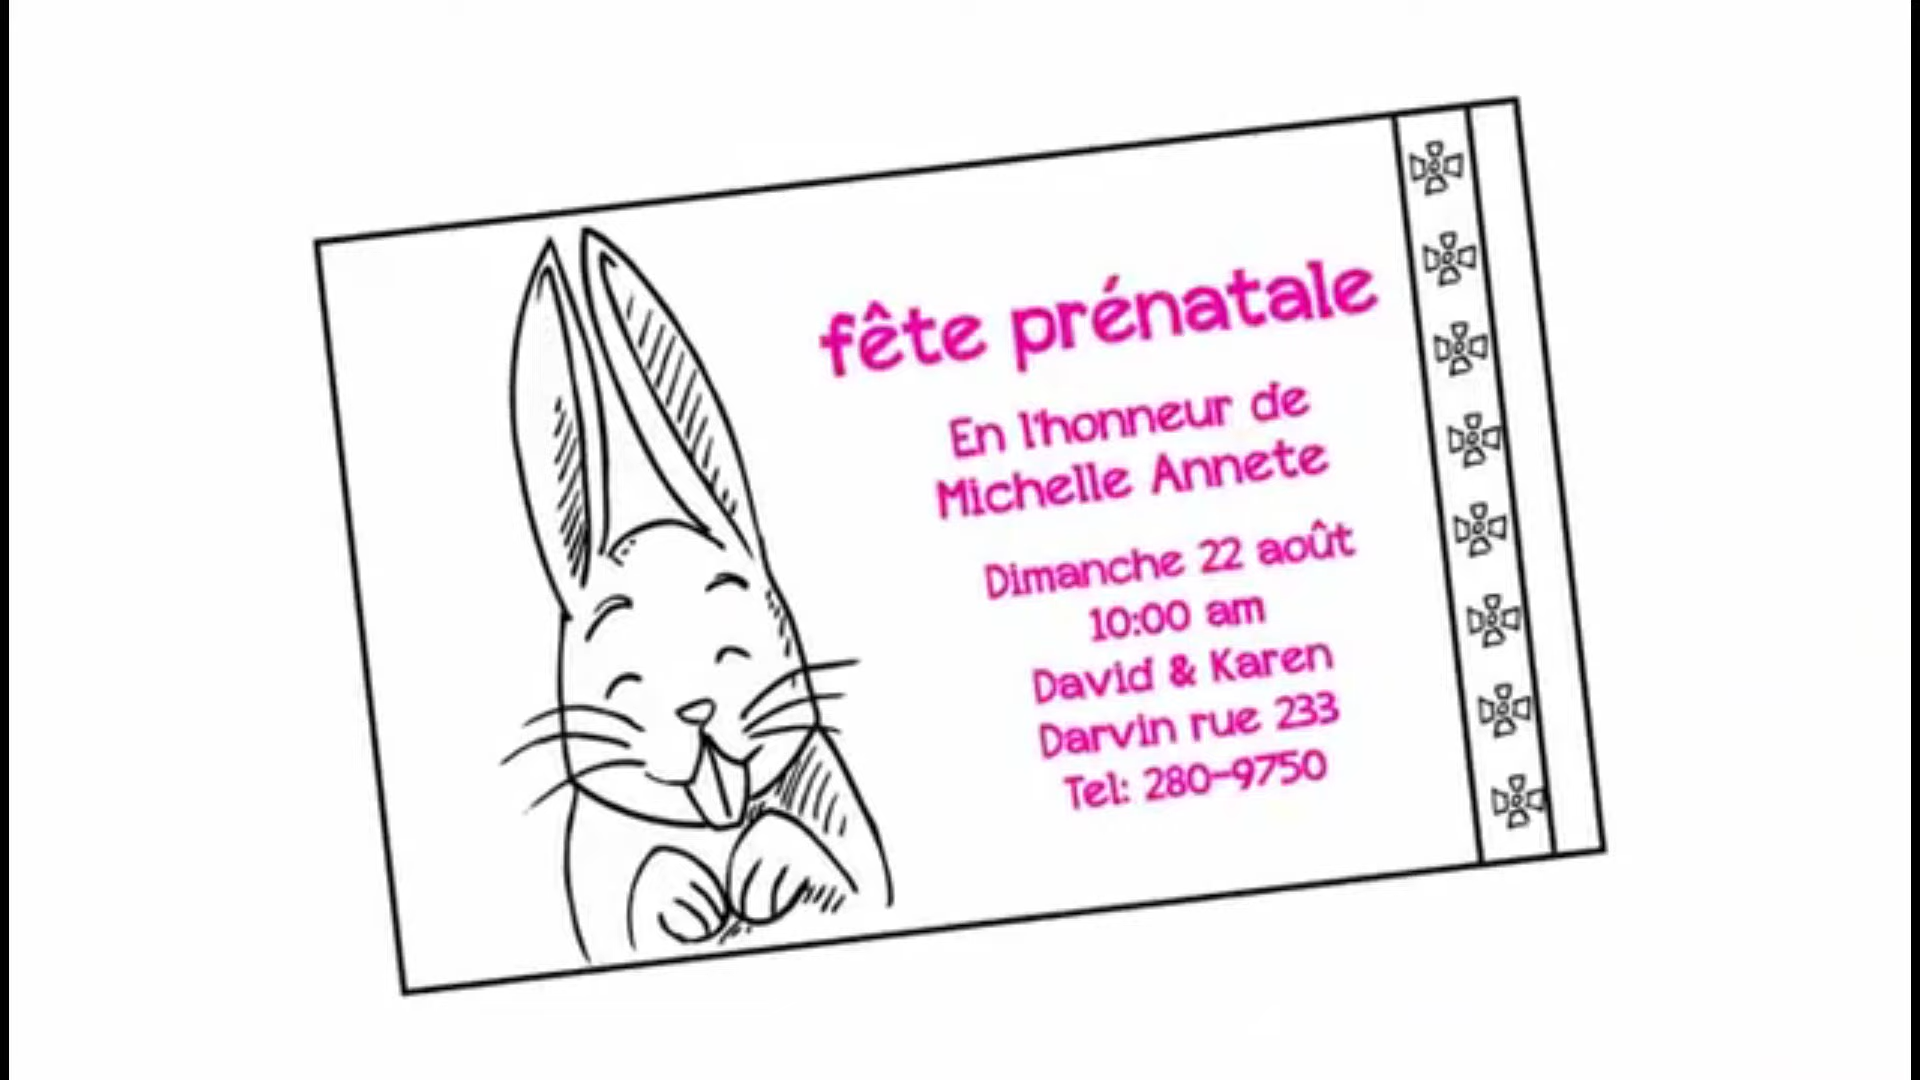 fête prénatale
En l'honneur de
Michelle Annete
Dimanche 22 août
10:00 am
David & Karen
Darvin rue 233
Tel: 280-9750